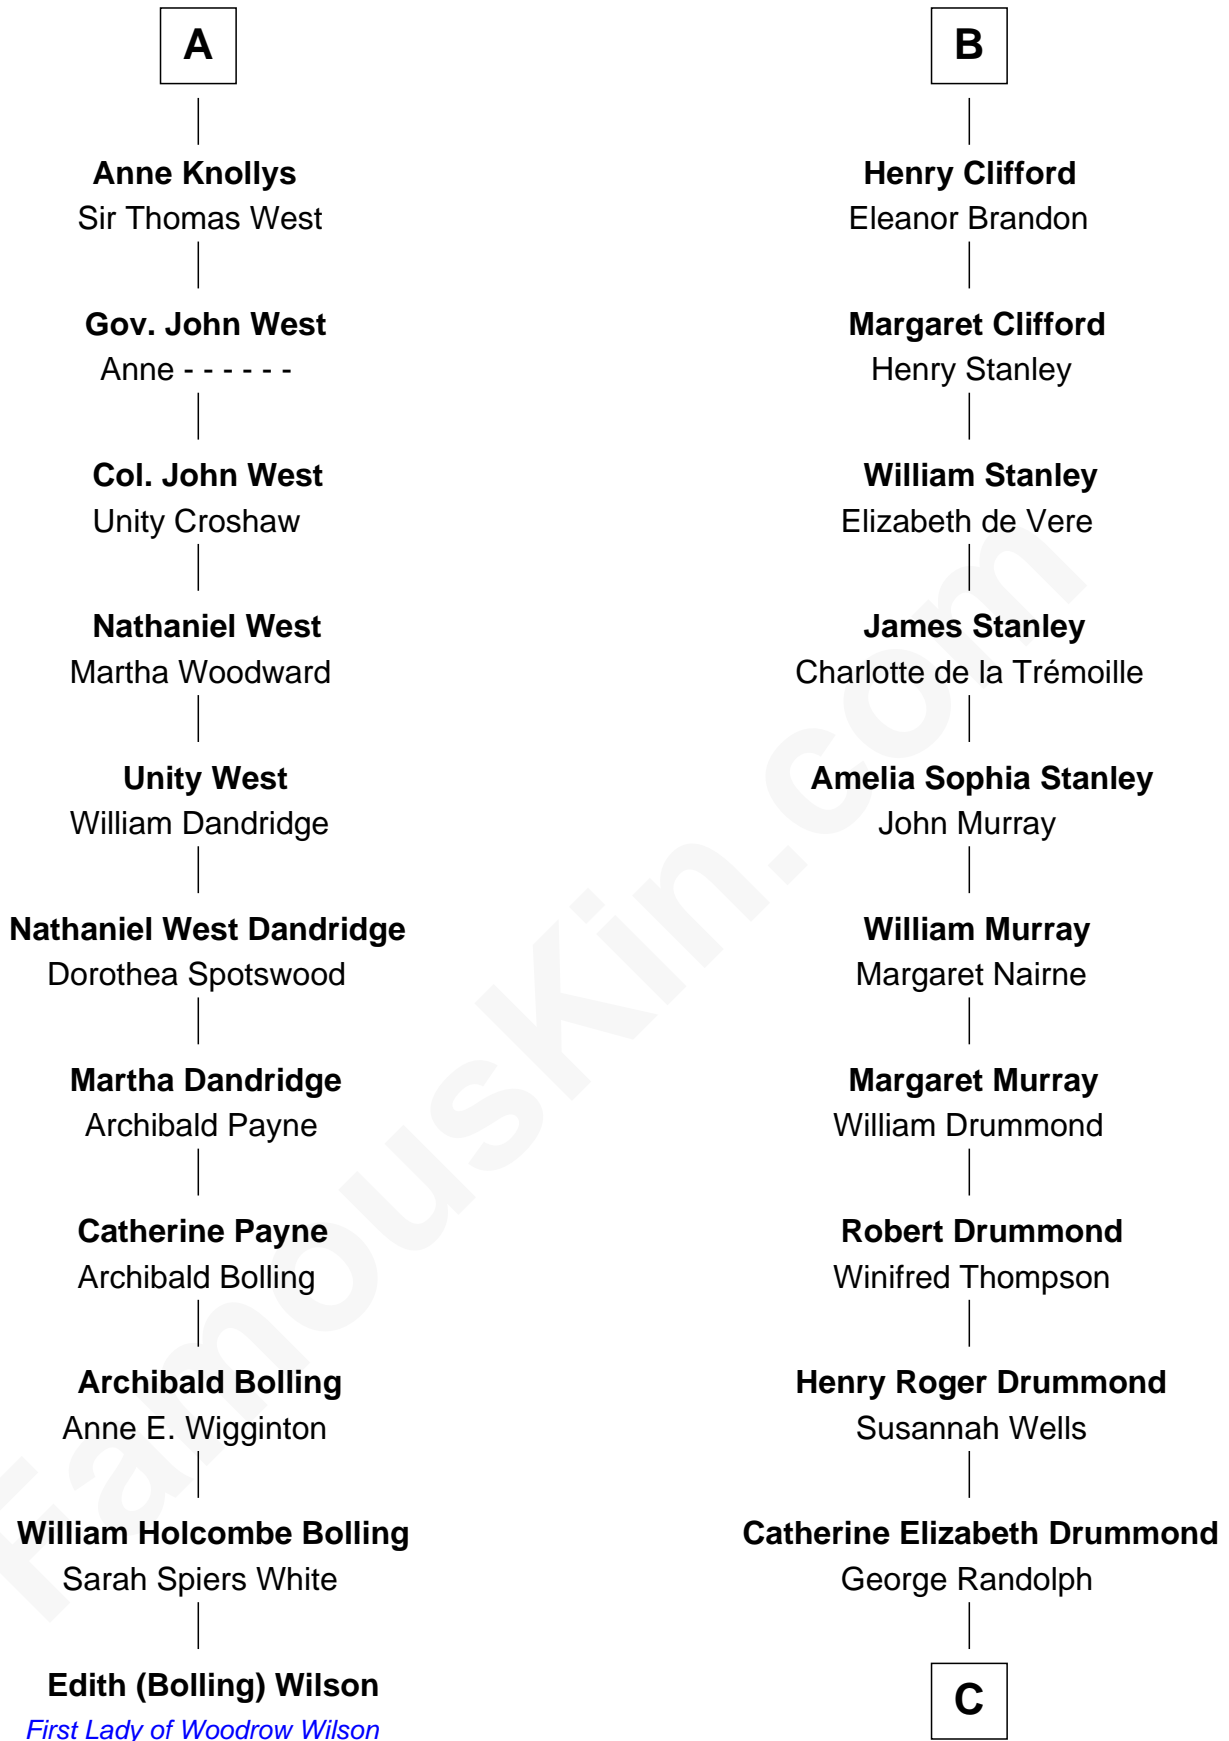 A
Anne Knollys
Sir Thomas West
Gov. John West
Anne - - - - - -
Col. John West
Unity Croshaw
Nathaniel West
Martha Woodward
Unity West
William Dandridge
Nathaniel West Dandridge
Dorothea Spotswood
Martha Dandridge
Archibald Payne
Catherine Payne
Archibald Bolling
Archibald Bolling
Anne E. Wigginton
William Holcombe Bolling
Sarah Spiers White
Edith (Bolling) Wilson
First Lady of Woodrow Wilson
B
Henry Clifford
Eleanor Brandon
Margaret Clifford
Henry Stanley
William Stanley
Elizabeth de Vere
James Stanley
Charlotte de la Trémoille
Amelia Sophia Stanley
John Murray
William Murray
Margaret Nairne
Margaret Murray
William Drummond
Robert Drummond
Winifred Thompson
Henry Roger Drummond
Susannah Wells
Catherine Elizabeth Drummond
George Randolph
C
FamousKin.com